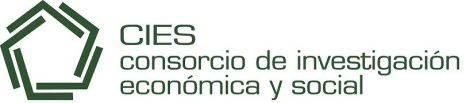 CIES
consorcio de investigación
económica y social